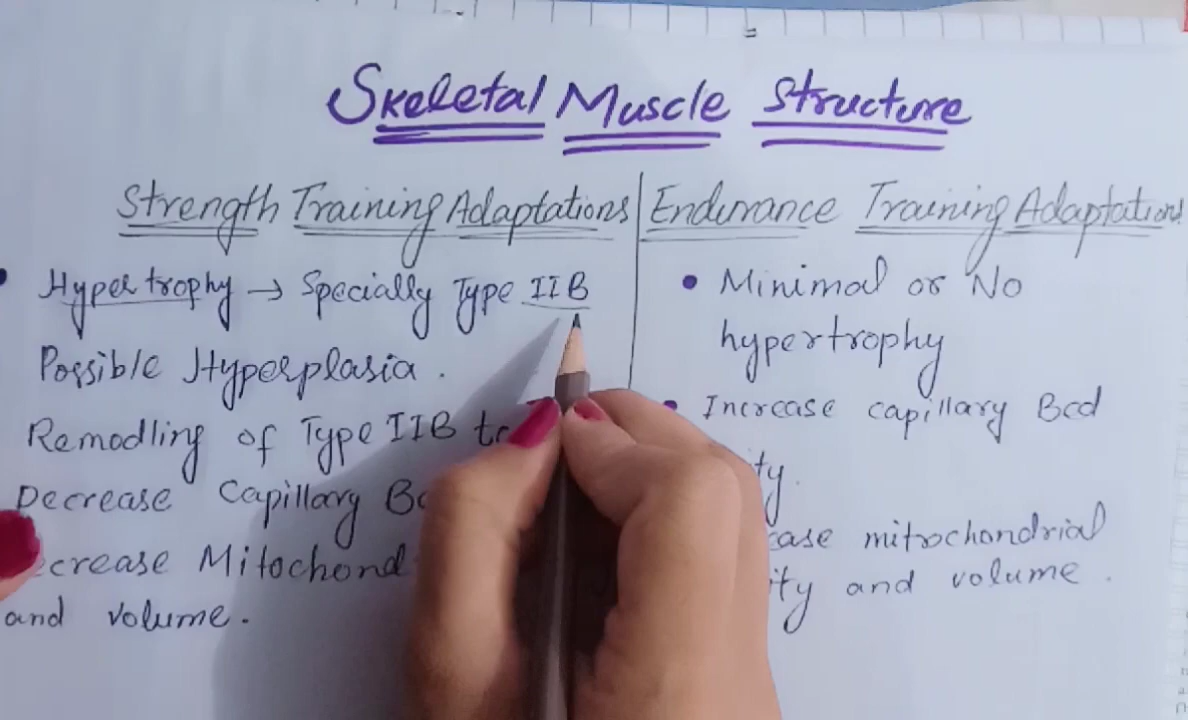 Skeletal Muscle Structure
Strength Training Adaptations
Hypertrophy → Specially Type IIB
Possible Hyperplasia.
Remodling of Type IIB
Decrease Capillary
Mitochond
and volume.
Endurance Training Adaptations
Minimal or No
hypertrophy
Increase capillary Bed
mitochondrial
and volume.